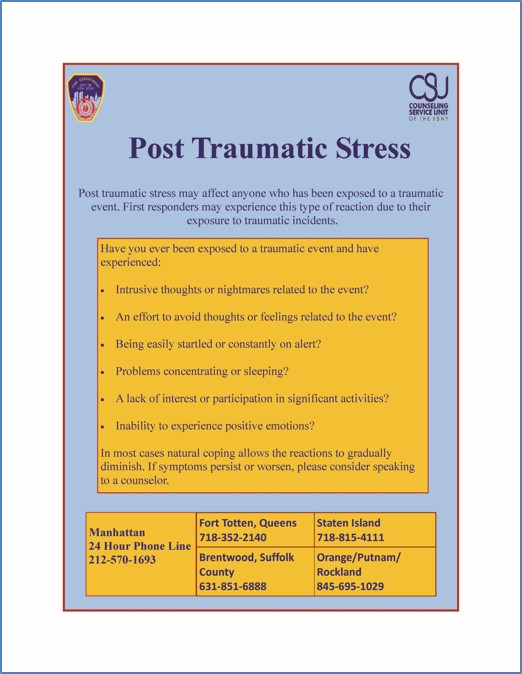 FIRE DEPARTMENT
CITY OF
NEW YORK
CSU
COUNSELING
SERVICE UNIT
OF THE FDNY
Post Traumatic Stress
Post traumatic stress may affect anyone who has been exposed to a traumatic
event. First responders may experience this type of reaction due to their
exposure to traumatic incidents.
Have you ever been exposed to a traumatic event and have
experienced:
• Intrusive thoughts or nightmares related to the event?
• An effort to avoid thoughts or feelings related to the event?
• Being easily startled or constantly on alert?
• Problems concentrating or sleeping?
• A lack of interest or participation in significant activities?
• Inability to experience positive emotions?
In most cases natural coping allows the reactions to gradually
diminish. If symptoms persist or worsen, please consider speaking
to a counselor.
Manhattan
24 Hour Phone Line
212-570-1693
Fort Totten, Queens
718-352-2140
Staten Island
718-815-4111
Brentwood, Suffolk
County
631-851-6888
Orange/Putnam/
Rockland
845-695-1029